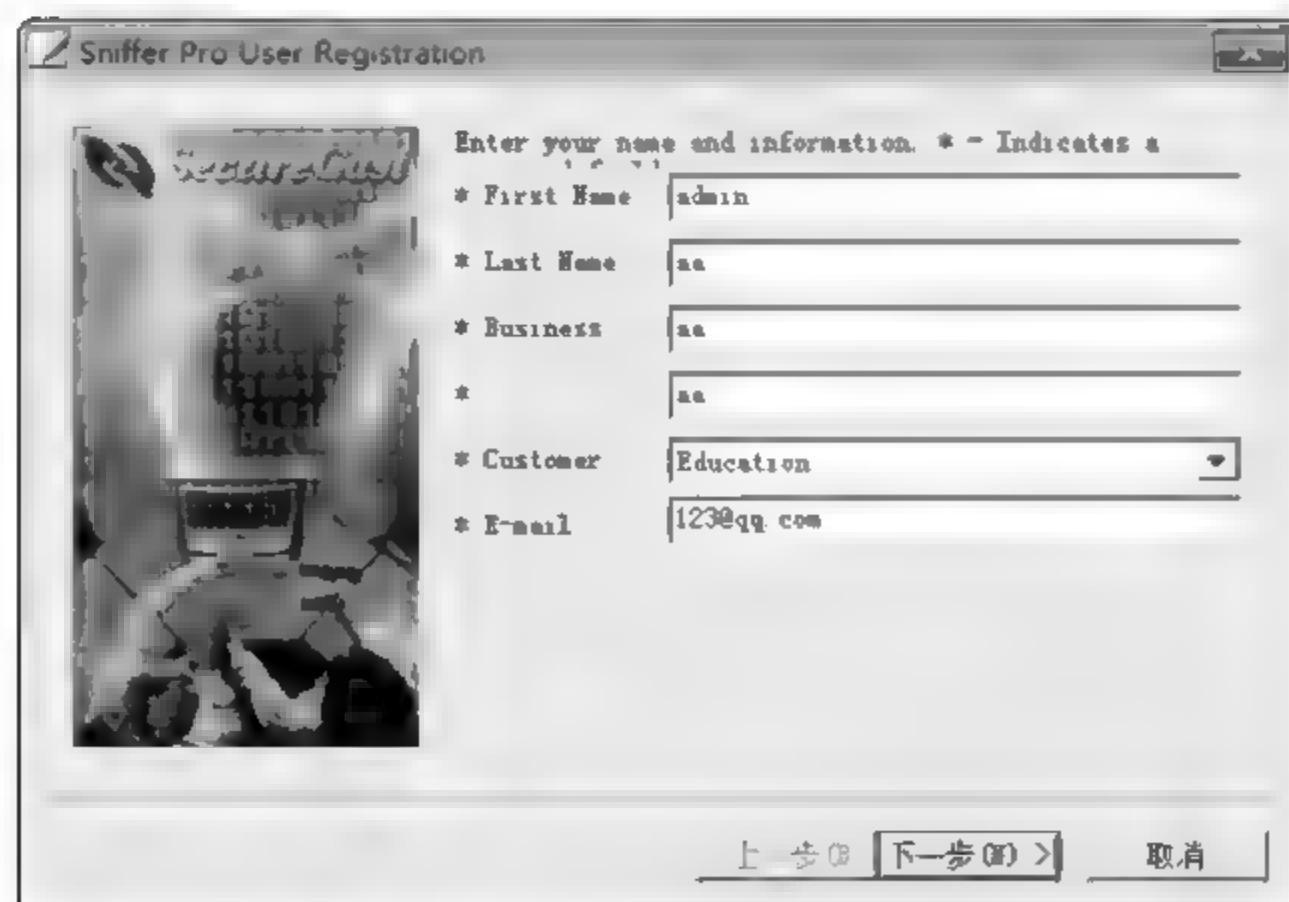 Sniffer Pro User Registration
SecureCast
Enter your name and information. * - Indicates a
* First Name admin
* Last Name aa
* Business aa
* aa
* Customer Education
* E-mail 123@qq.com
上一步(B 下一步(N) > 取消